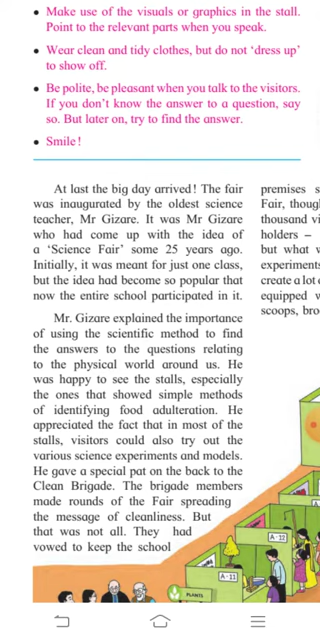 • Make use of the visuals or graphics in the stall.
Point to the relevant parts when you speak.
• Wear clean and tidy clothes, but do not ‘dress up’
to show off.
• Be polite, be pleasant when you talk to the visitors.
If you don’t know the answer to a question, say
so. But later on, try to find the answer.
• Smile!
At last the big day arrived! The fair
was inaugurated by the oldest science
teacher, Mr Gizare. It was Mr Gizare
who had come up with the idea of
a ‘Science Fair’ some 25 years ago.
Initially, it was meant for just one class,
but the idea had become so popular that
now the entire school participated in it.
Mr. Gizare explained the importance
of using the scientific method to find
the answers to the questions relating
to the physical world around us. He
was happy to see the stalls, especially
the ones that showed simple methods
of identifying food adulteration. He
appreciated the fact that in most of the
stalls, visitors could also try out the
various science experiments and models.
He gave a special pat on the back to the
Clean Brigade. The brigade members
made rounds of the Fair spreading
the message of cleanliness. But
that was not all. They had
vowed to keep the school
premises
Fair,
thousand
holders –
but what
experiments
create a lot
equipped
scoops,
A-22
A-21
PLANTS